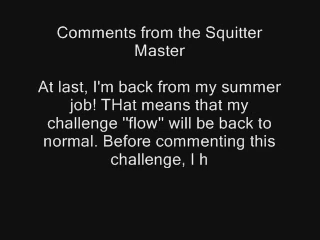 Comments from the Squitter
Master
At last, I'm back from my summer
job! THat means that my
challenge "flow" will be back to
normal. Before commenting this
challenge, I h